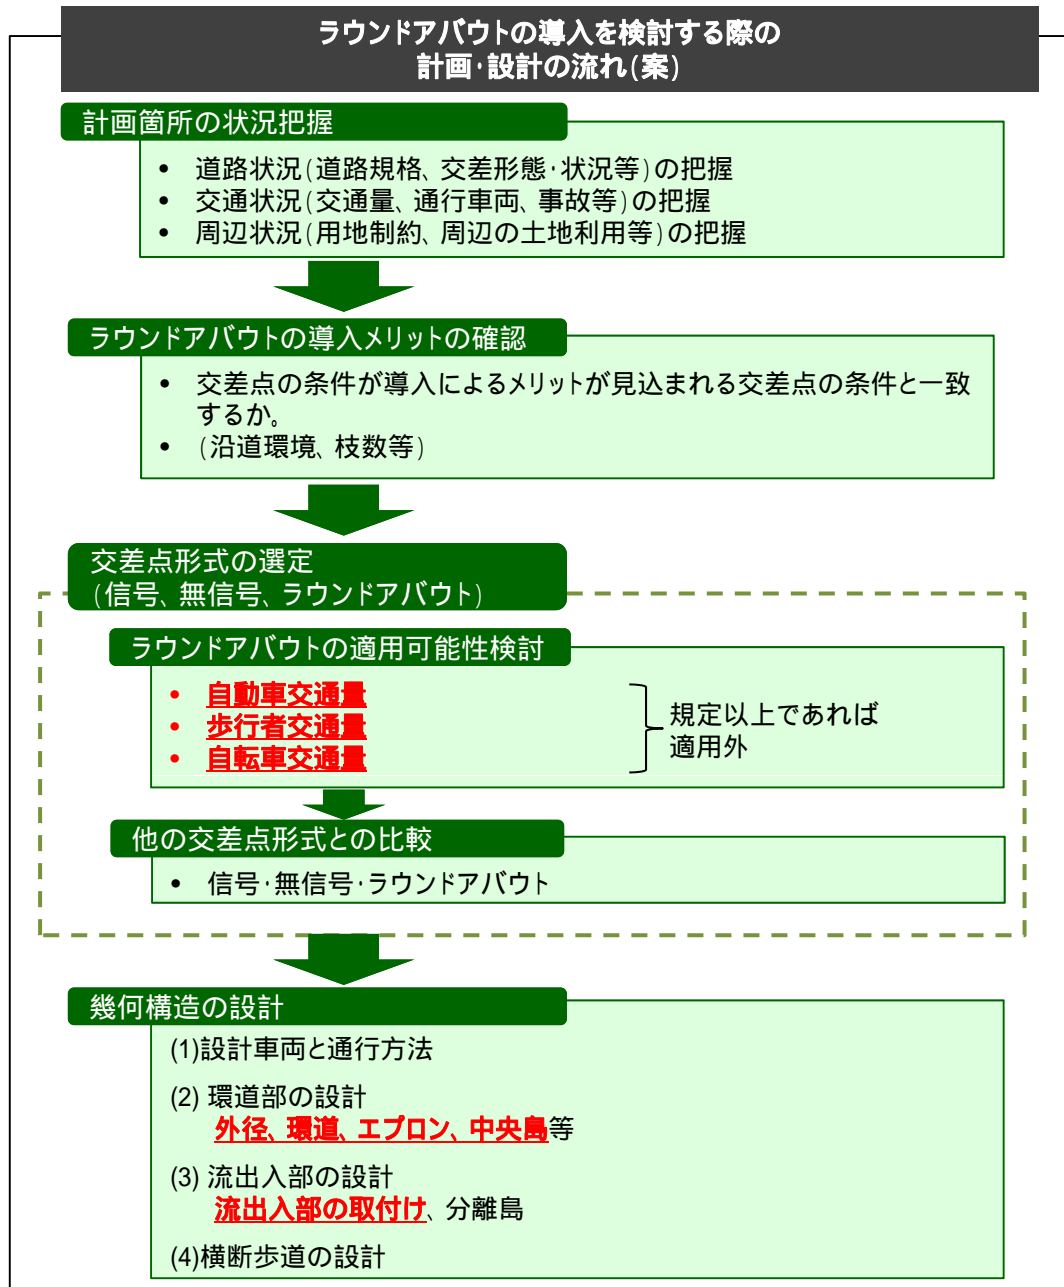 ラウンドアバウトの導入を検討する際の
計画・設計の流れ(案)
計画箇所の状況把握
• 道路状況(道路規格、交差形態・状況等)の把握
• 交通状況(交通量、通行車両、事故等)の把握
• 周辺状況(用地制約、周辺の土地利用等)の把握
ラウンドアバウトの導入メリットの確認
• 交差点の条件が導入によるメリットが見込まれる交差点の条件と一致
するか。
• (沿道環境、枝数等)
交差点形式の選定
(信号、無信号、ラウンドアバウト)
ラウンドアバウトの適用可能性検討
• 自動車交通量
• 歩行者交通量
• 自転車交通量
規定以上であれば
適用外
他の交差点形式との比較
• 信号・無信号・ラウンドアバウト
幾何構造の設計
(1)設計車両と通行方法
(2) 環道部の設計
外径、環道、エプロン、中央島等
(3) 流出入部の設計
流出入部の取付け、分離島
(4)横断歩道の設計